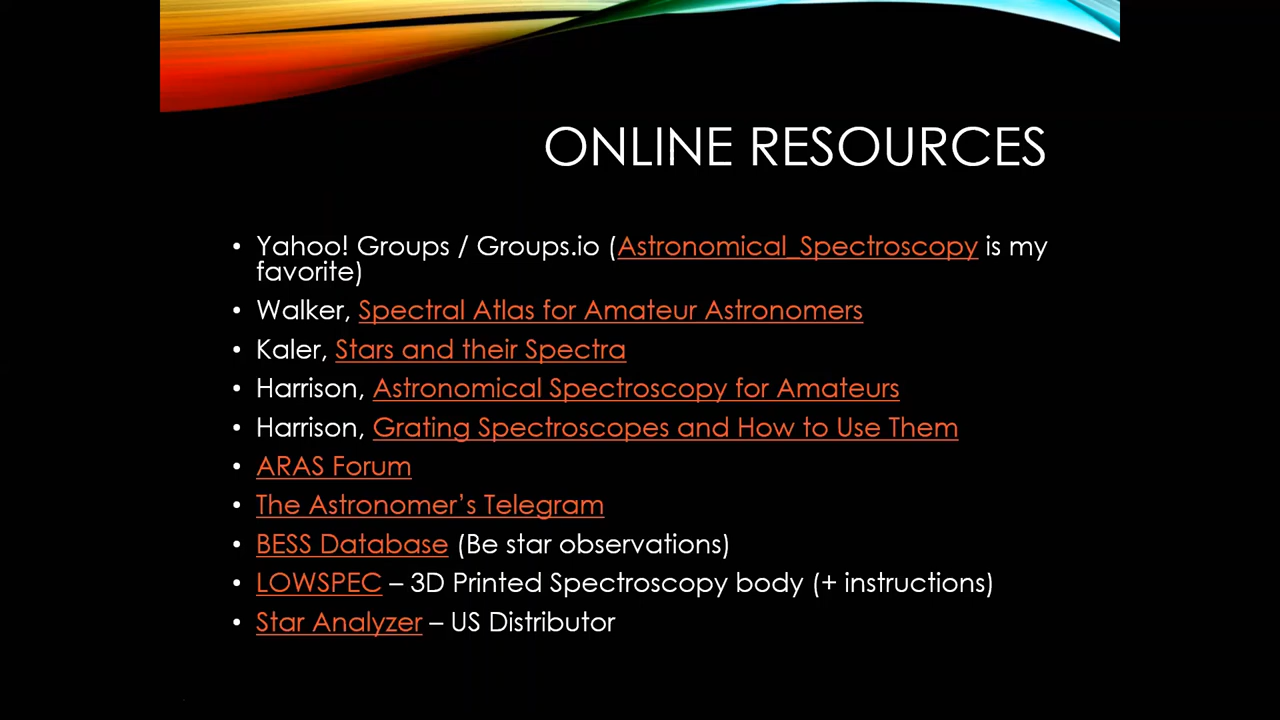 ONLINE RESOURCES
• Yahoo! Groups / Groups.io (Astronomical_Spectroscopy is my
favorite)
• Walker, Spectral Atlas for Amateur Astronomers
• Kaler, Stars and their Spectra
• Harrison, Astronomical Spectroscopy for Amateurs
• Harrison, Grating Spectroscopes and How to Use Them
• ARAS Forum
• The Astronomer’s Telegram
• BESS Database (Be star observations)
• LOWSPEC – 3D Printed Spectroscopy body (+ instructions)
• Star Analyzer – US Distributor